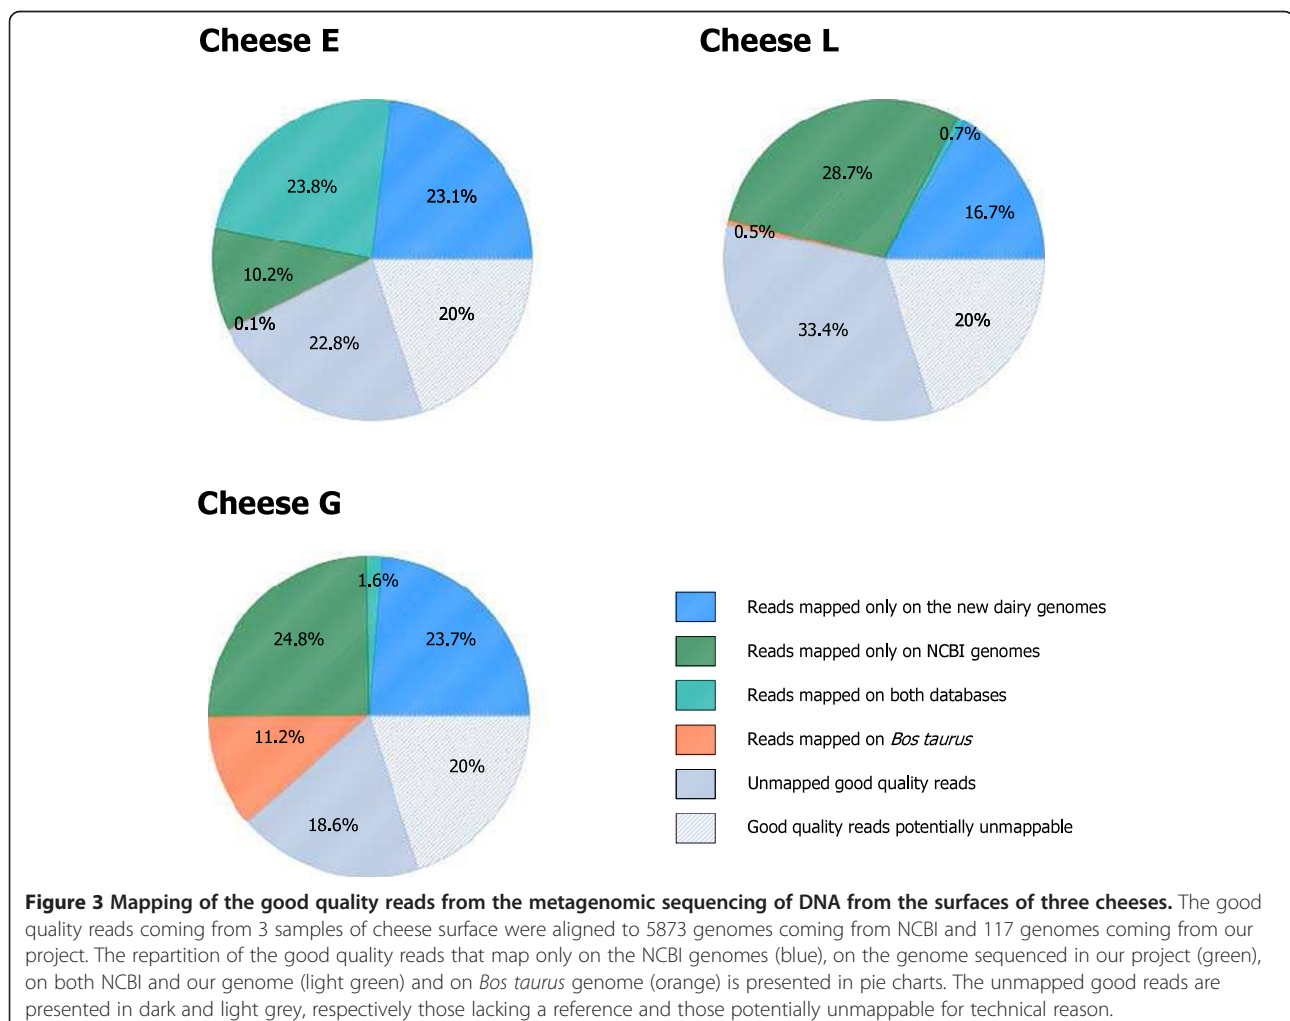 Cheese E
Cheese L
23.8%
23.1%
10.2%
0.1%
22.8%
20%
0.7%
28.7%
16.7%
0.5%
33.4%
20%
Cheese G
1.6%
24.8%
23.7%
11.2%
18.6%
20%
Reads mapped only on the new dairy genomes
Reads mapped only on NCBI genomes
Reads mapped on both databases
Reads mapped on Bos taurus
Unmapped good quality reads
Good quality reads potentially unmappable
Figure 3 Mapping of the good quality reads from the metagenomic sequencing of DNA from the surfaces of three cheeses. The good
quality reads coming from 3 samples of cheese surface were aligned to 5873 genomes coming from NCBI and 117 genomes coming from our
project. The repartition of the good quality reads that map only on the NCBI genomes (blue), on the genome sequenced in our project (green),
on both NCBI and our genome (light green) and on Bos taurus genome (orange) is presented in pie charts. The unmapped good reads are
presented in dark and light grey, respectively those lacking a reference and those potentially unmappable for technical reason.